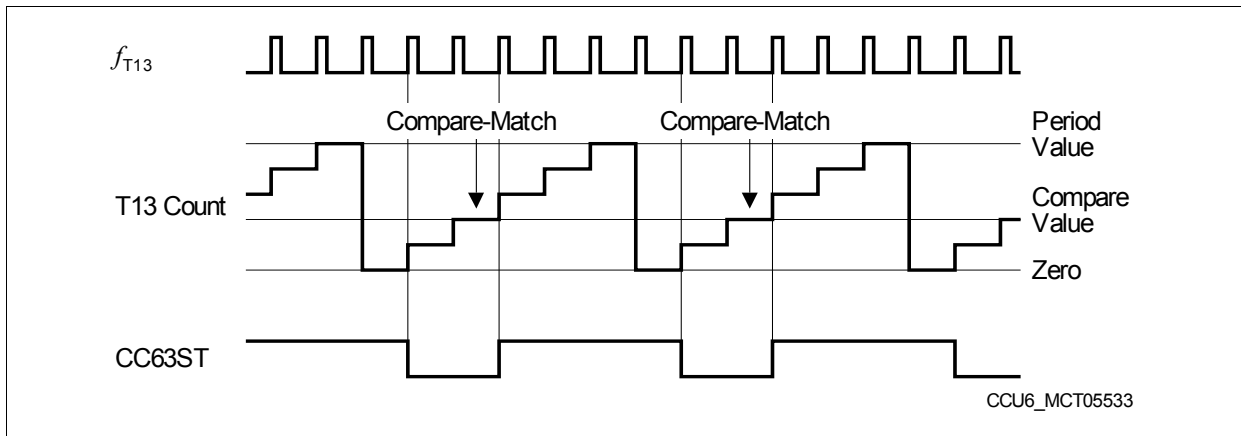 fT13
Compare-Match Compare-Match
Period
Value
T13 Count
Compare
Value
Zero
CC63ST
CCU6_MCT05533